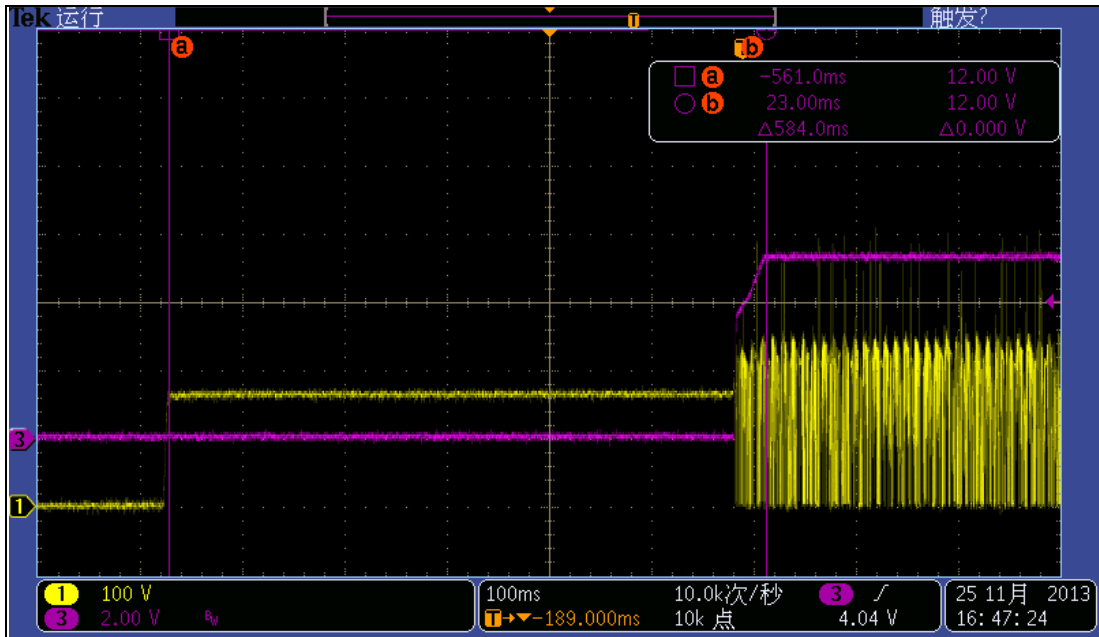 Tek 运行 T 触发?
a T b
a -561.0ms 12.00 V
b 23.00ms 12.00 V
△584.0ms △0.000 V
3
1
1 100 V
3 2.00 V BW
100ms 10.0k次/秒 3
T→▼-189.000ms 10k 点 4.04 V
25 11月 2013
16:47:24